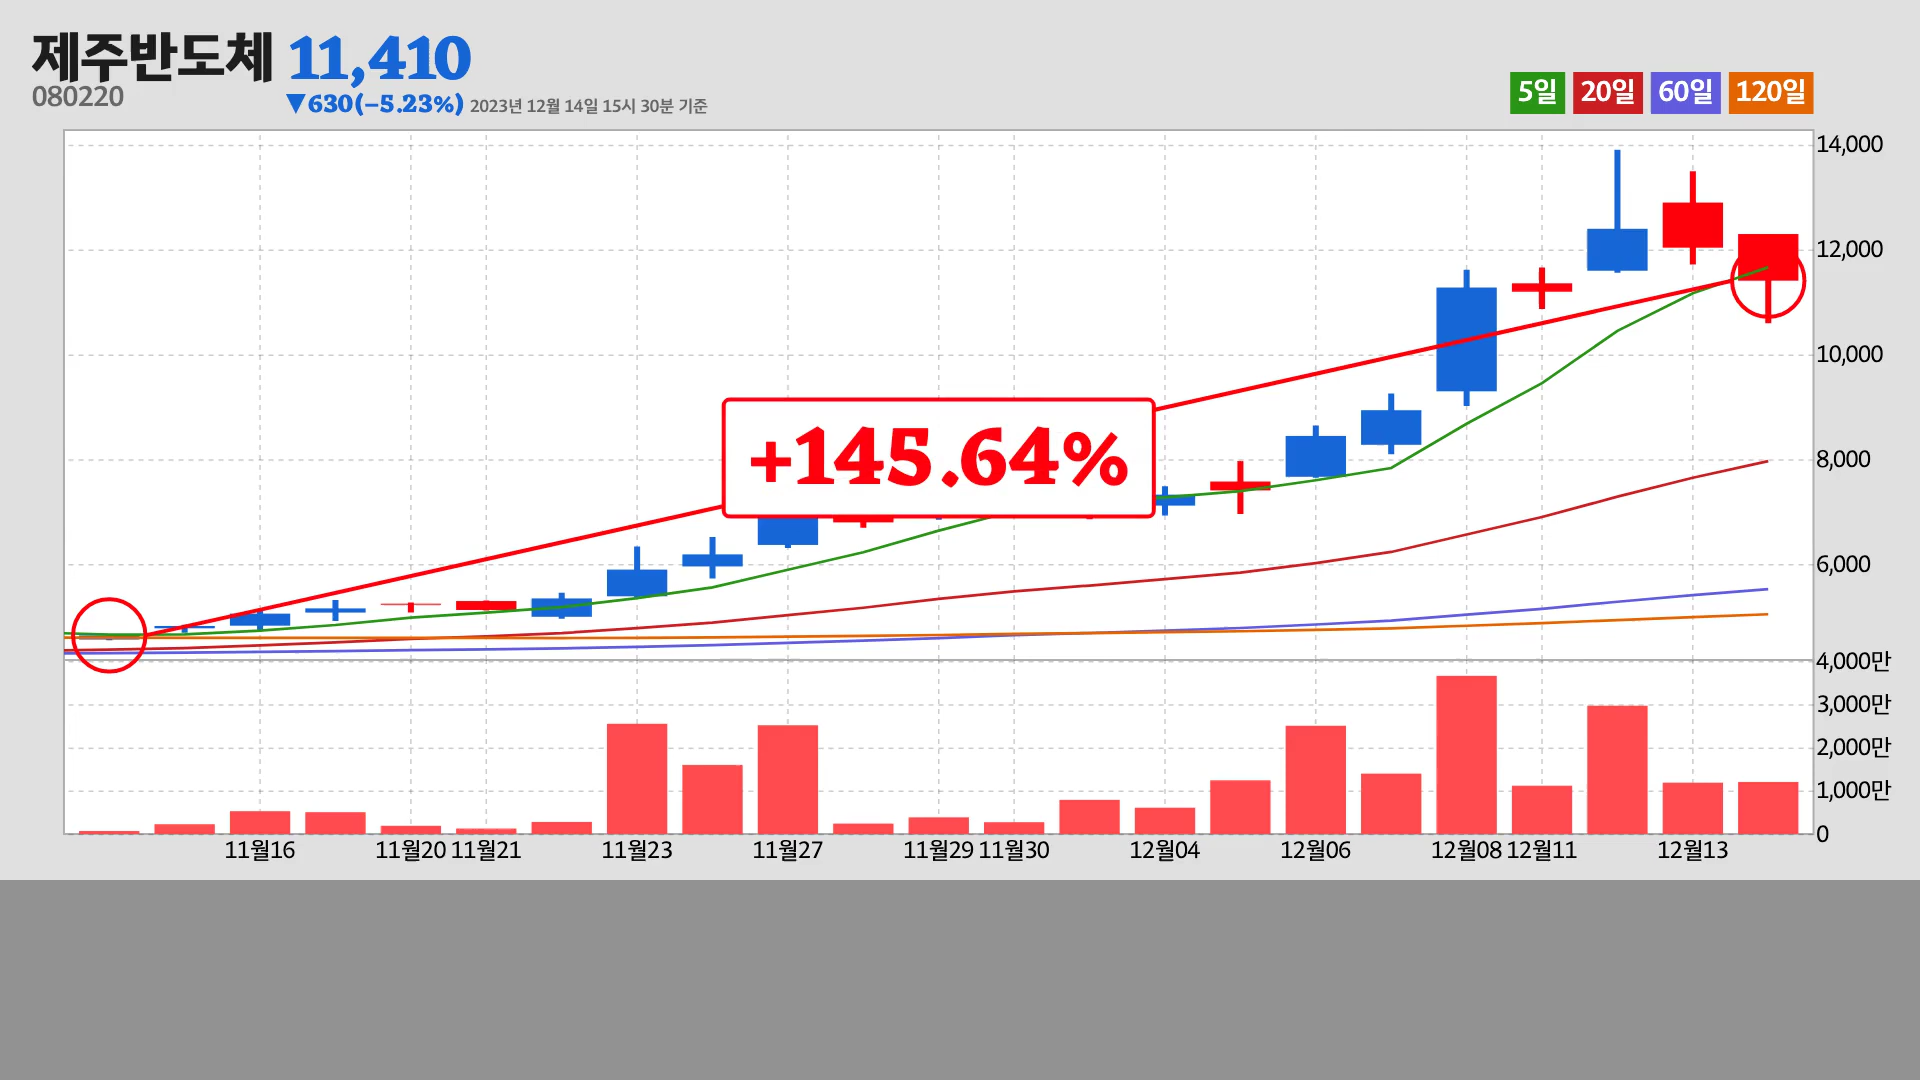 제주반도체 11,410
080220
▼630(−5.23%) 2023년 12월 14일 15시 30분 기준
5일 20일 60일 120일
14,000
12,000
10,000
8,000
6,000
+145.64%
4,000만
3,000만
2,000만
1,000만
0
11월16 11월20 11월21 11월23 11월27 11월29 11월30 12월04 12월06 12월08 12월11 12월13